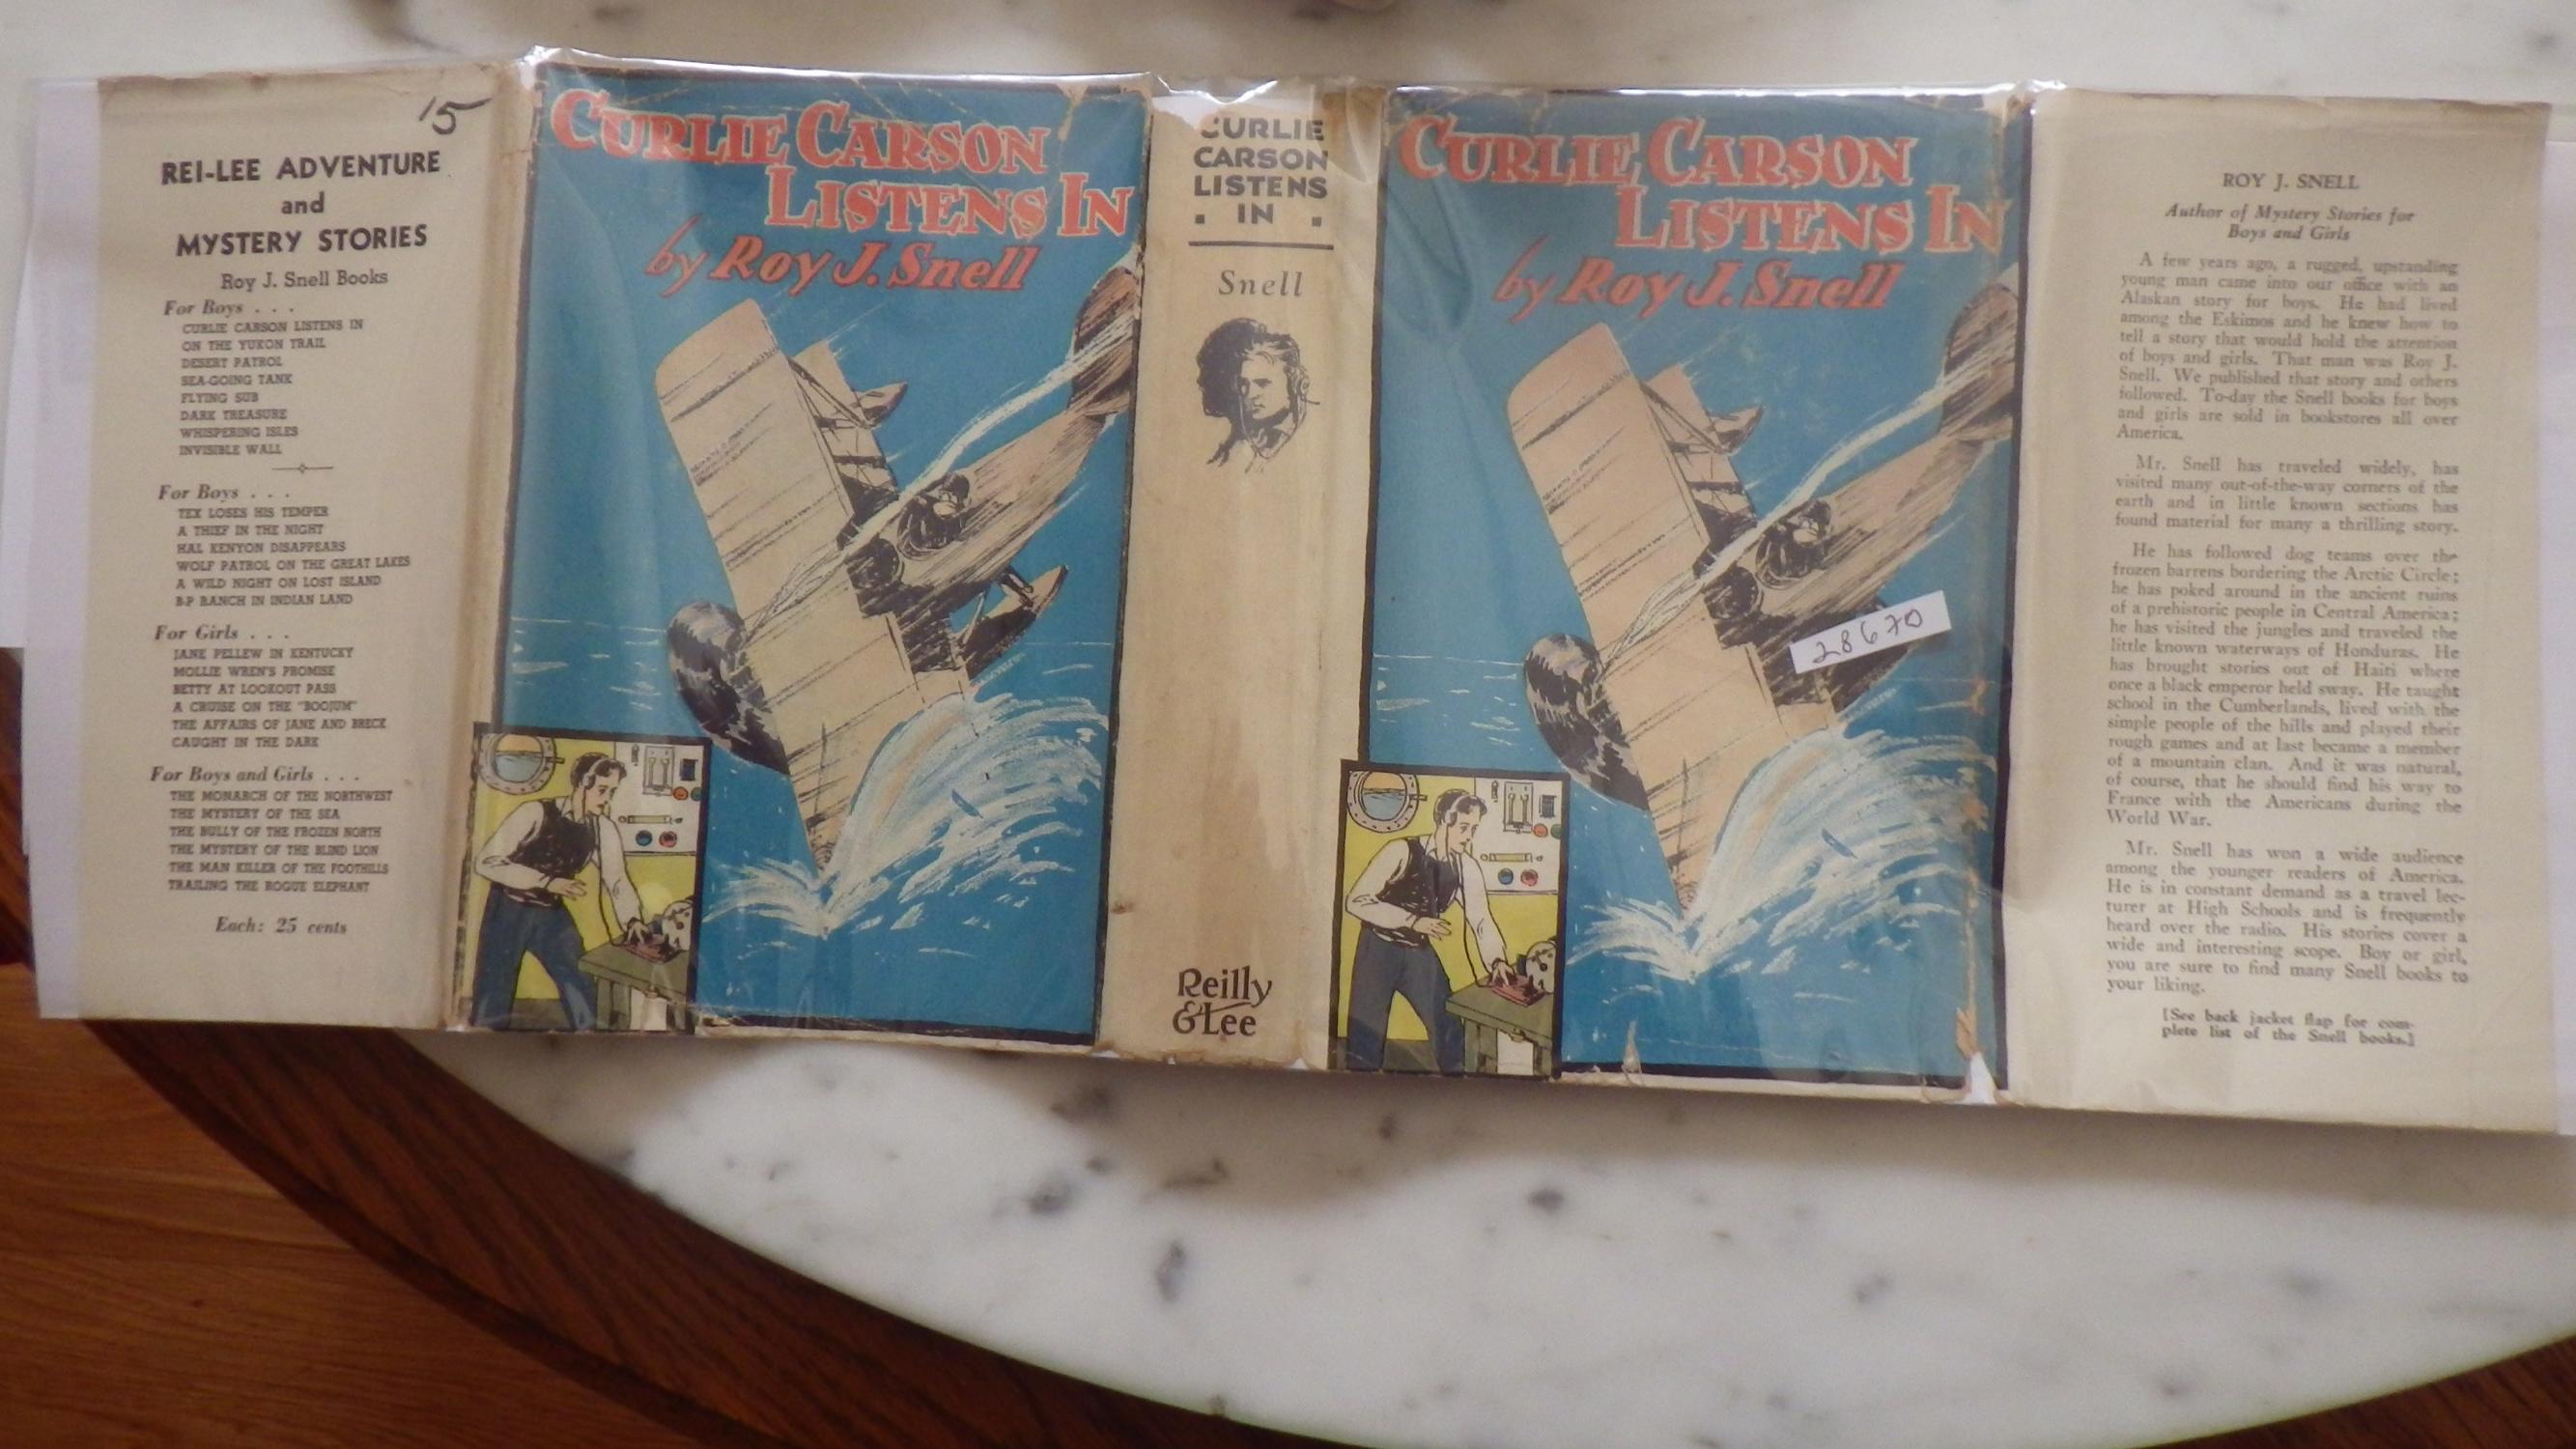 15
REI-LEE ADVENTURE
and
MYSTERY STORIES
Roy J. Snell Books
For Boys . . .
CURLIE CARSON LISTENS IN
ON THE YUKON TRAIL
DESERT PATROL
SEA-GOING TANK
FLYING SUB
DARK TREASURE
WHISPERING ISLES
INVISIBLE WALL
For Boys . . .
TEX LOSES HIS TEMPER
A THIEF IN THE NIGHT
HAL KENYON DISAPPEARS
WOLF PATROL ON THE GREAT LAKES
A WILD NIGHT ON LOST ISLAND
B-P RANCH IN INDIAN LAND
For Girls . . .
JANE PELLEW IN KENTUCKY
MOLLIE WREN'S PROMISE
BETTY AT LOOKOUT PASS
A CRUISE ON THE "BOOJUM"
THE AFFAIRS OF JANE AND BRECK
CAUGHT IN THE DARK
For Boys and Girls . . .
THE MONARCH OF THE NORTHWEST
THE MYSTERY OF THE SEA
THE BULLY OF THE FROZEN NORTH
THE MYSTERY OF THE BLIND LION
THE MAN KILLER OF THE FOOTHILLS
TRAILING THE ROGUE ELEPHANT
Each: 25 cents
CURLIE CARSON
LISTENS IN
by Roy J. Snell
CURLIE
CARSON
LISTENS
. IN .
Snell
Reilly
& Lee
CURLIE CARSON
LISTENS IN
by Roy J. Snell
28670
ROY J. SNELL
Author of Mystery Stories for
Boys and Girls
A few years ago, a rugged, upstanding
young man came into our office with an
Alaskan story for boys. He had lived
among the Eskimos and he knew how to
tell a story that would hold the attention
of boys and girls. That man was Roy J.
Snell. We published that story and others
followed. To-day the Snell books for boys
and girls are sold in bookstores all over
America.
Mr. Snell has traveled widely, has
visited many out-of-the-way corners of the
earth and in little known sections has
found material for many a thrilling story.
He has followed dog teams over the
frozen barrens bordering the Arctic Circle;
he has poked around in the ancient ruins
of a prehistoric people in Central America;
he has visited the jungles and traveled the
little known waterways of Honduras. He
has brought stories out of Haiti where
once a black emperor held sway. He taught
school in the Cumberlands, lived with the
simple people of the hills and played their
rough games and at last became a member
of a mountain clan. And it was natural,
of course, that he should find his way to
France with the Americans during the
World War.
Mr. Snell has won a wide audience
among the younger readers of America.
He is in constant demand as a travel lec-
turer at High Schools and is frequently
heard over the radio. His stories cover a
wide and interesting scope. Boy or girl,
you are sure to find many Snell books to
your liking.
[See back jacket flap for com-
plete list of the Snell books.]